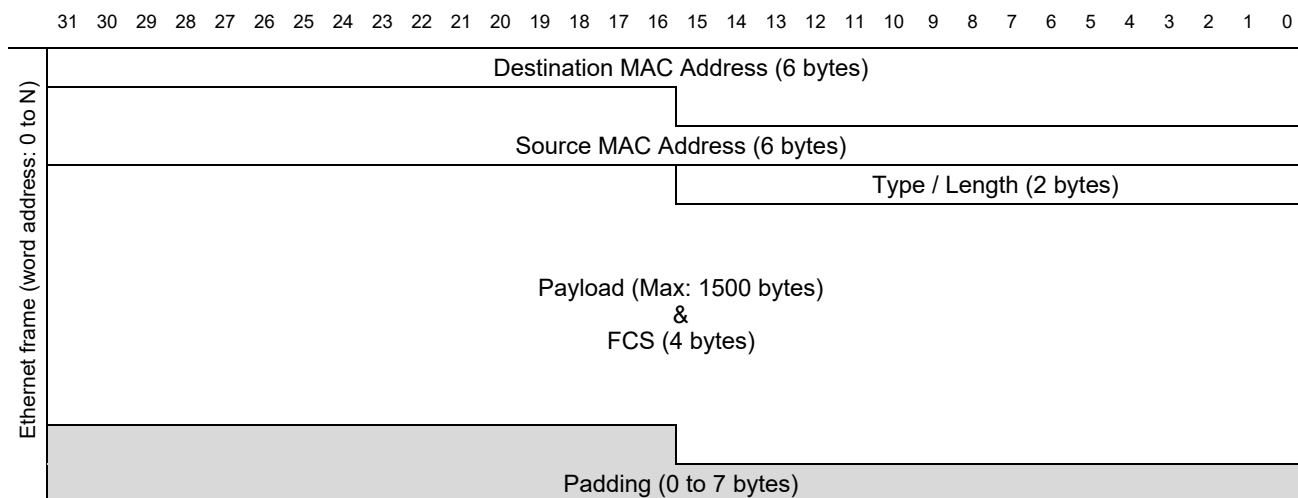 31 30 29 28 27 26 25 24 23 22 21 20 19 18 17 16 15 14 13 12 11 10 9 8 7 6 5 4 3 2 1 0
Ethernet frame (word address: 0 to N)
Destination MAC Address (6 bytes)
Source MAC Address (6 bytes)
Type / Length (2 bytes)
Payload (Max: 1500 bytes)
&
FCS (4 bytes)
Padding (0 to 7 bytes)